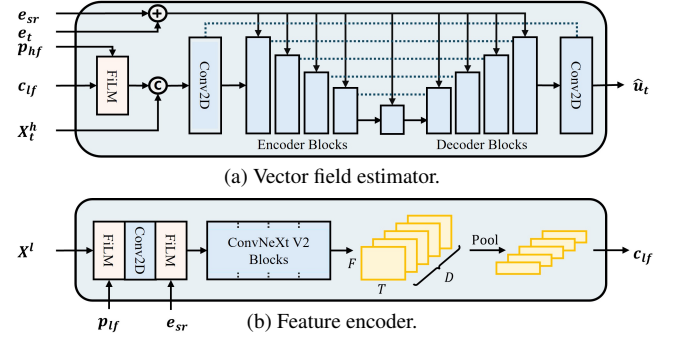 e_sr
e_t
p_hf
c_lf
X_t^h
FiLM
C
Conv2D
Encoder Blocks
Decoder Blocks
Conv2D
û_t
(a) Vector field estimator.
X^l
FiLM
Conv2D
FiLM
ConvNeXt V2
Blocks
F
T
D
Pool
c_lf
p_lf
e_sr
(b) Feature encoder.